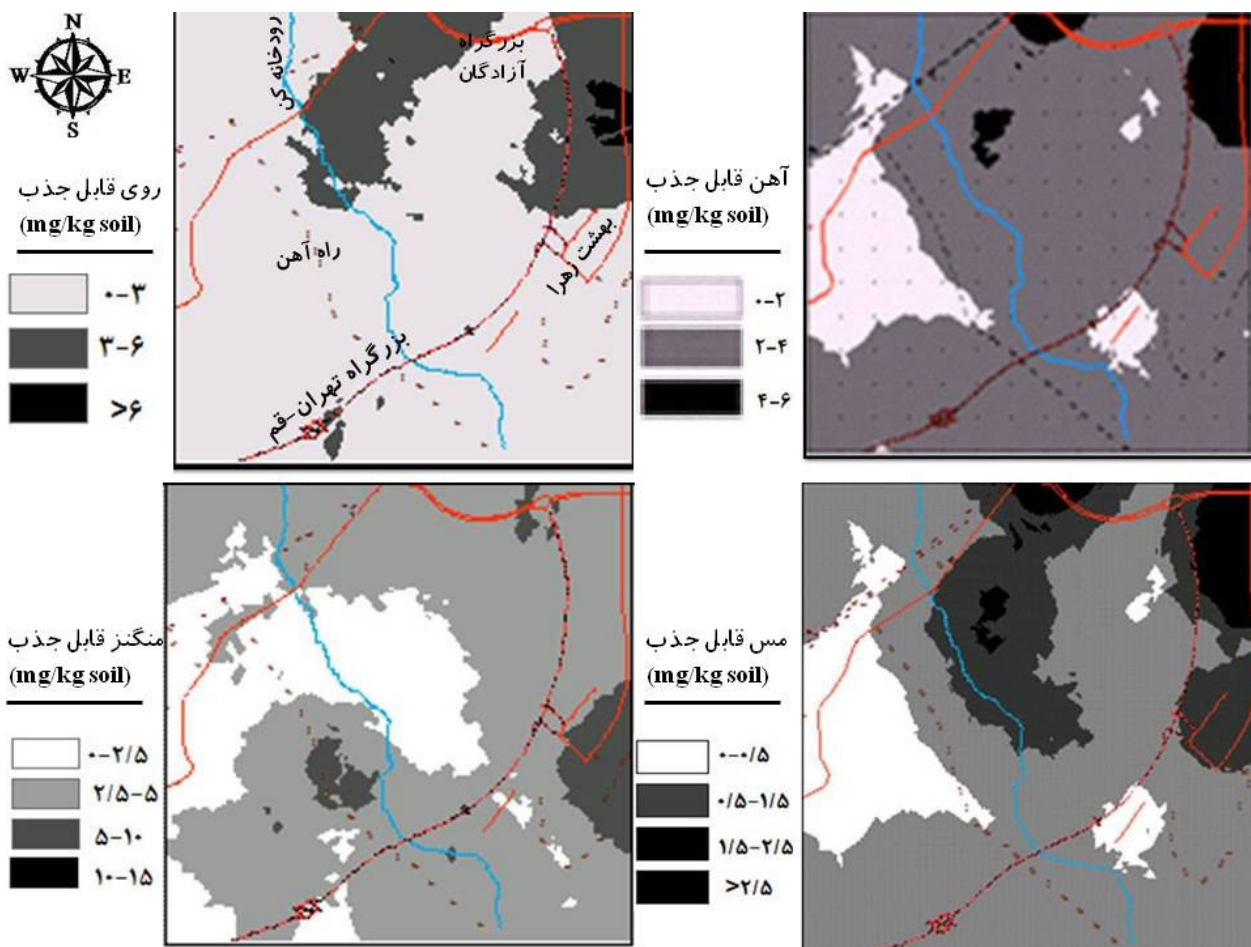 N
W E
S
رودخانه کن
بزرگراه
آزادگان
راه آهن
بهشت زهرا
بزرگراه تهران-قم
روی قابل جذب
(mg/kg soil)
۰-۳
۳-۶
>۶
آهن قابل جذب
(mg/kg soil)
۰-۲
۲-۴
۴-۶
منگنز قابل جذب
(mg/kg soil)
۰-۲/۵
۲/۵-۵
۵-۱۰
۱۰-۱۵
مس قابل جذب
(mg/kg soil)
۰-۰/۵
۰/۵-۱/۵
۱/۵-۲/۵
>۲/۵